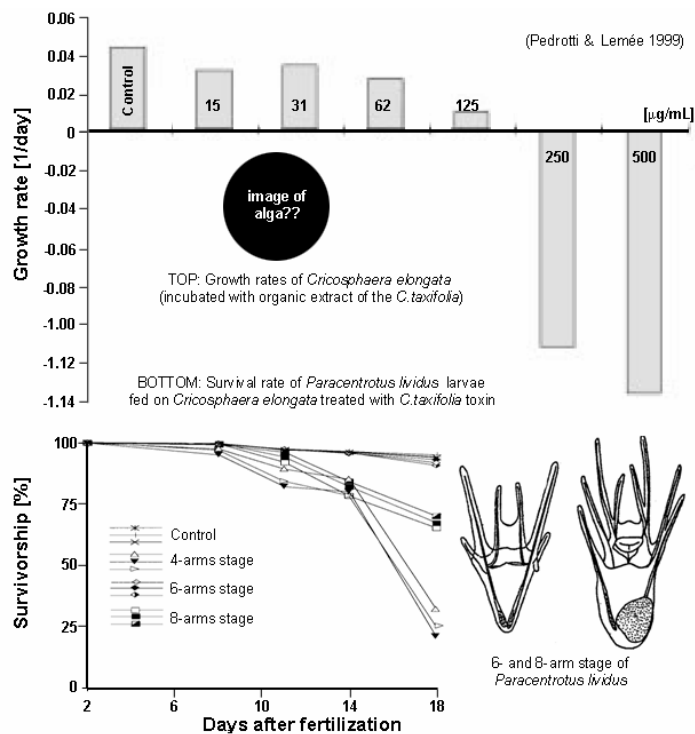 0.06
0.04
0.02
0
-0.02
-0.04
-0.06
-0.08
-1.00
-1.12
-1.14
Growth rate [1/day]
(Pedrotti & Lemée 1999)
Control
15
31
62
125
[µg/mL]
250
500
image of
alga??
TOP: Growth rates of Cricosphaera elongata
(incubated with organic extract of the C.taxifolia)
BOTTOM: Survival rate of Paracentrotus lividus larvae
fed on Cricosphaera elongata treated with C.taxifolia toxin
100
75
50
25
0
Survivorship [%]
Control
4-arms stage
6-arms stage
8-arms stage
2
6
10
14
18
Days after fertilization
6- and 8-arm stage of
Paracentrotus lividus